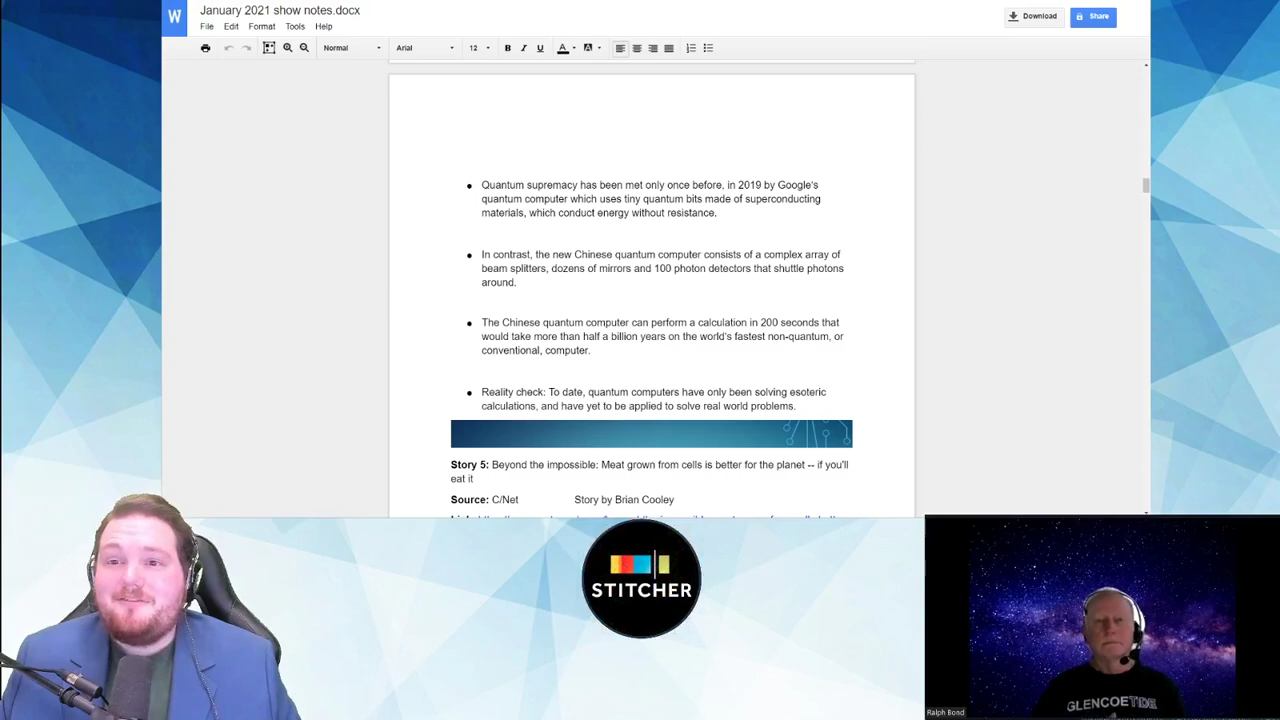 January 2021 show notes.docx
File Edit Format Tools Help
Download
Share
Normal
Arial
12
B I U A A
Quantum supremacy has been met only once before, in 2019 by Google's
quantum computer which uses tiny quantum bits made of superconducting
materials, which conduct energy without resistance.
In contrast, the new Chinese quantum computer consists of a complex array of
beam splitters, dozens of mirrors and 100 photon detectors that shuttle photons
around.
The Chinese quantum computer can perform a calculation in 200 seconds that
would take more than half a billion years on the world's fastest non-quantum, or
conventional, computer.
Reality check: To date, quantum computers have only been solving esoteric
calculations, and have yet to be applied to solve real world problems.
Story 5: Beyond the impossible: Meat grown from cells is better for the planet -- if you'll
eat it
Source: C/Net Story by Brian Cooley
STITCHER
GLENCOETIDE
Ralph Bond